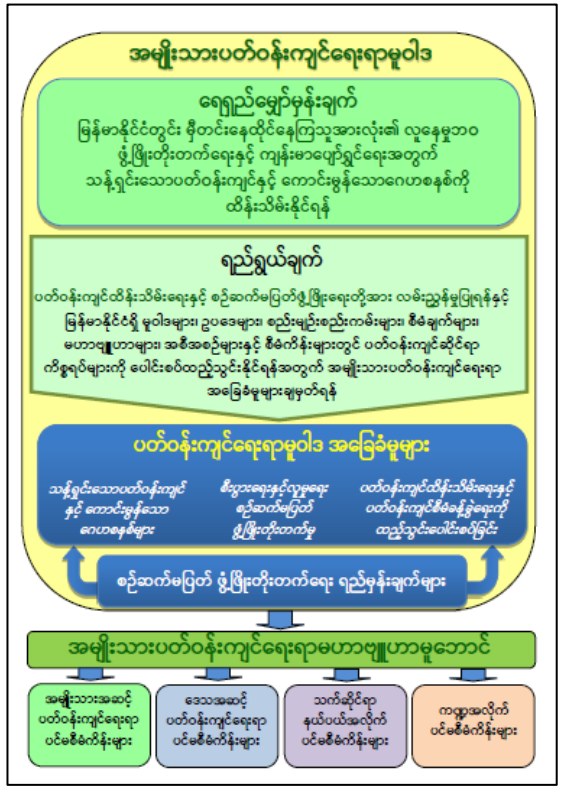 အမျိုးသားပတ်ဝန်းကျင်ရေးရာမူဝါဒ
ရေရှည်မျှော်မှန်းချက်
မြန်မာနိုင်ငံတွင်း မှီတင်းနေထိုင်နေကြသူအားလုံး၏ လူနေမှုဘဝ
ဖွံ့ဖြိုးတိုးတက်ရေးနှင့် ကျန်းမာပျော်ရွှင်ရေးအတွက်
သန့်ရှင်းသောပတ်ဝန်းကျင်နှင့် ကောင်းမွန်သောဂေဟစနစ်ကို
ထိန်းသိမ်းနိုင်ရန်
ရည်ရွယ်ချက်
ပတ်ဝန်းကျင်ထိန်းသိမ်းရေးနှင့် စဉ်ဆက်မပြတ်ဖွံ့ဖြိုးရေးတို့အား လမ်းညွှန်မှုပြုရန်နှင့်
မြန်မာနိုင်ငံရှိ မူဝါဒများ၊ ဥပဒေများ၊ စည်းမျဉ်းစည်းကမ်းများ၊ စီမံချက်များ၊
မဟာဗျူဟာများ၊ အစီအစဉ်များနှင့် စီမံကိန်းများတွင် ပတ်ဝန်းကျင်ဆိုင်ရာ
ကိစ္စရပ်များကို ပေါင်းစပ်ထည့်သွင်းနိုင်ရန်အတွက် အမျိုးသားပတ်ဝန်းကျင်ရေးရာ
အခြေခံမူများချမှတ်ရန်
ပတ်ဝန်းကျင်ရေးရာမူဝါဒ အခြေခံမူများ
သန့်ရှင်းသောပတ်ဝန်းကျင်
နှင့် ကောင်းမွန်သော
ဂေဟစနစ်များ
စီးပွားရေးနှင့်လူမှုရေး
စဉ်ဆက်မပြတ်
ဖွံ့ဖြိုးတိုးတက်မှု
ပတ်ဝန်းကျင်ထိန်းသိမ်းရေးနှင့်
ပတ်ဝန်းကျင်စီမံခန့်ခွဲရေးကို
ထည့်သွင်းပေါင်းစပ်ခြင်း
စဉ်ဆက်မပြတ် ဖွံ့ဖြိုးတိုးတက်ရေး ရည်မှန်းချက်များ
အမျိုးသားပတ်ဝန်းကျင်ရေးရာမဟာဗျူဟာမူဘောင်
အမျိုးသားအဆင့်
ပတ်ဝန်းကျင်ရေးရာ
ပင်မစီမံကိန်းများ
ဒေသအဆင့်
ပတ်ဝန်းကျင်ရေးရာ
ပင်မစီမံကိန်းများ
သက်ဆိုင်ရာ
နယ်ပယ်အလိုက်
ပင်မစီမံကိန်းများ
ကဏ္ဍအလိုက်
ပင်မစီမံကိန်းများ